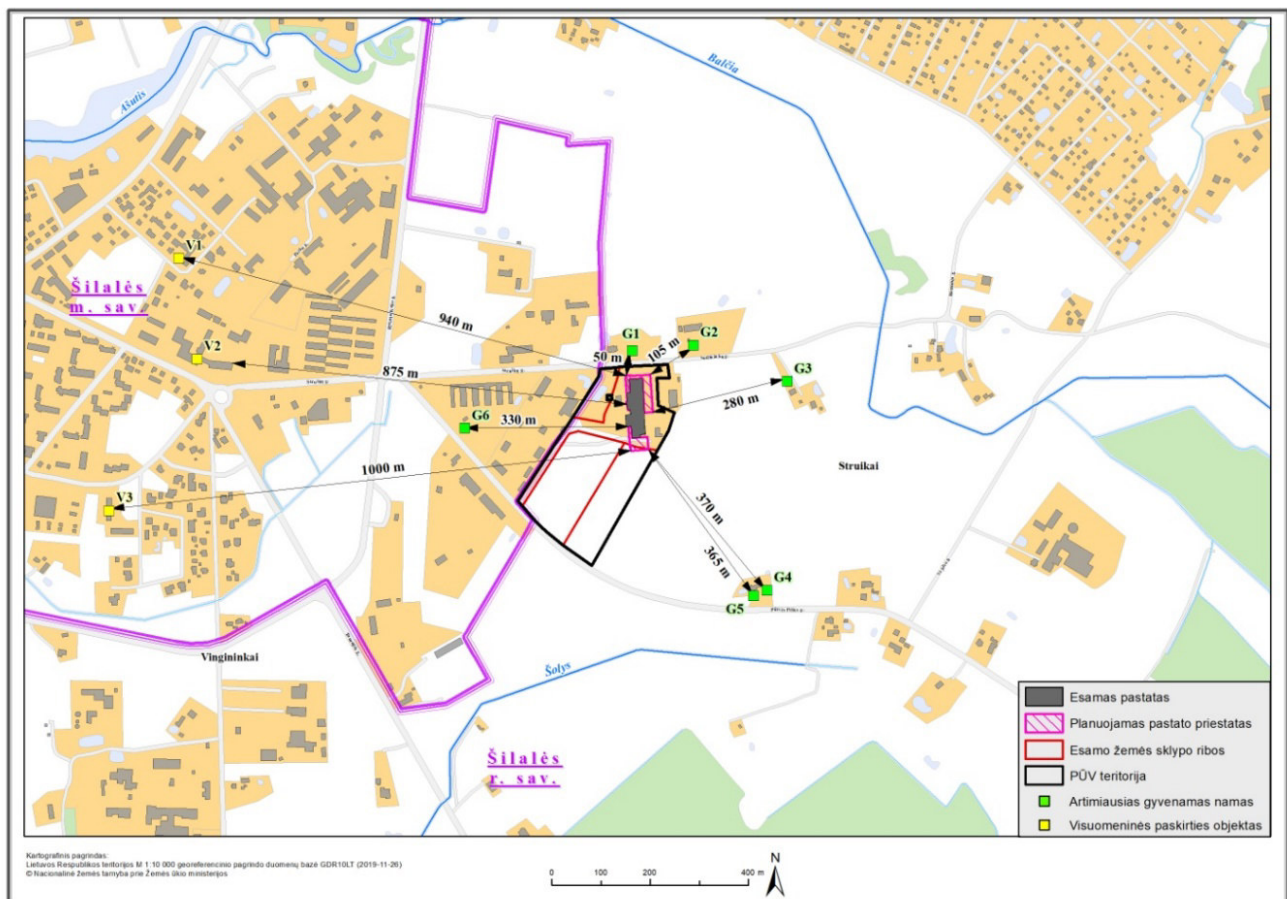 Ašutis
Balčia
V1
Šilalės
m. sav.
940 m
V2
G1
G2
50 m
105 m
G3
875 m
280 m
G6
330 m
1000 m
Struikai
V3
370 m
365 m
G4
G5
Vingininkai
Šolys
Šilalės
r. sav.
Esamas pastatas
Planuojamas pastato priestatas
Esamo žemės sklypo ribos
PŪV teritorija
Artimiausias gyvenamas namas
Visuomeninės paskirties objektas
Kartografinis pagrindas:
Lietuvos Respublikos teritorijos M 1:10 000 georeferencinio pagrindo duomenų bazė GDR10LT (2019-11-26)
© Nacionalinė žemės tarnyba prie Žemės ūkio ministerijos
0 100 200 400 m
N